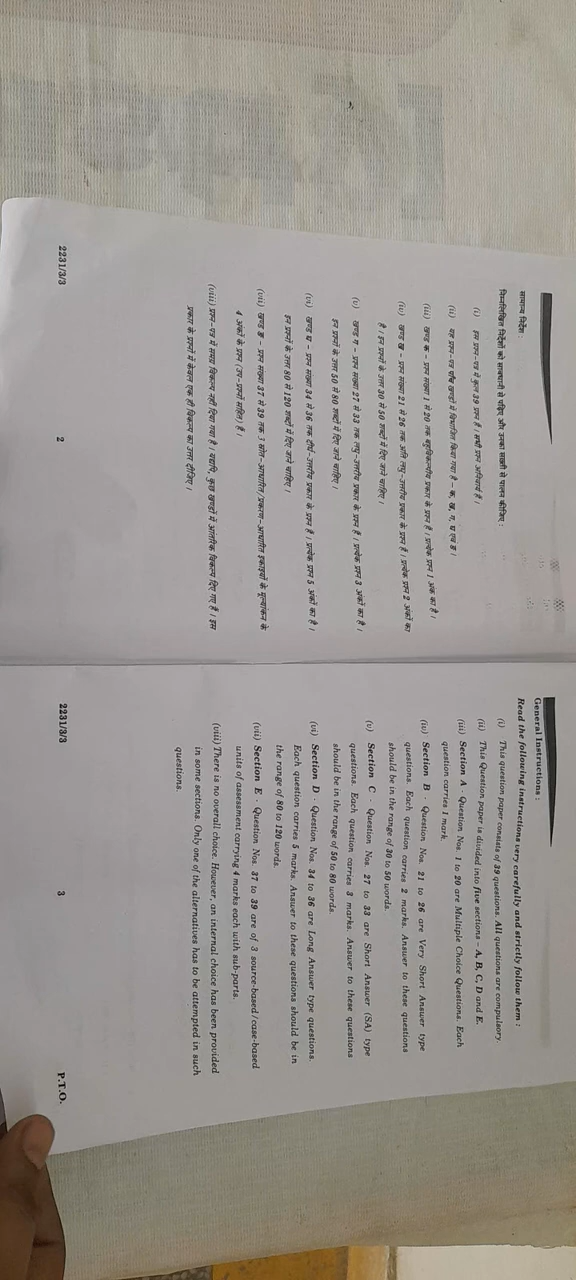 सामान्य निर्देश :
निम्नलिखित निर्देशों को सावधानी से पढ़िए और उनका सख़्ती से पालन कीजिए :
(i) इस प्रश्न-पत्र में कुल 39 प्रश्न हैं । सभी प्रश्न अनिवार्य हैं ।
(ii) यह प्रश्न-पत्र पाँच खण्डों में विभाजित किया गया है – क, ख, ग, घ एवं ङ ।
(iii) खण्ड क – प्रश्न संख्या 1 से 20 तक बहुविकल्पीय प्रकार के प्रश्न हैं । प्रत्येक प्रश्न 1 अंक का है ।
(iv) खण्ड ख – प्रश्न संख्या 21 से 26 तक अति लघु-उत्तरीय प्रकार के प्रश्न हैं । प्रत्येक प्रश्न 2 अंकों का
है । इन प्रश्नों के उत्तर 30 से 50 शब्दों में दिए जाने चाहिए ।
(v) खण्ड ग – प्रश्न संख्या 27 से 33 तक लघु-उत्तरीय प्रकार के प्रश्न हैं । प्रत्येक प्रश्न 3 अंकों का है ।
इन प्रश्नों के उत्तर 50 से 80 शब्दों में दिए जाने चाहिए ।
(vi) खण्ड घ – प्रश्न संख्या 34 से 36 तक दीर्घ-उत्तरीय प्रकार के प्रश्न हैं । प्रत्येक प्रश्न 5 अंकों का है ।
इन प्रश्नों के उत्तर 80 से 120 शब्दों में दिए जाने चाहिए ।
(vii) खण्ड ङ – प्रश्न संख्या 37 से 39 तक 3 स्रोत-आधारित/प्रकरण-आधारित इकाइयों के मूल्यांकन के
4 अंकों के प्रश्न (उप-प्रश्नों सहित) हैं ।
(viii) प्रश्न-पत्र में समग्र विकल्प नहीं दिया गया है । यद्यपि, कुछ खण्डों में आंतरिक विकल्प दिए गए हैं । इस
प्रकार के प्रश्नों में केवल एक ही विकल्प का उत्तर दीजिए ।
2231/3/3
2
General Instructions :
Read the following instructions very carefully and strictly follow them :
(i) This question paper consists of 39 questions. All questions are compulsory.
(ii) This Question paper is divided into five sections – A, B, C, D and E.
(iii) Section A - Question Nos. 1 to 20 are Multiple Choice Questions. Each
question carries 1 mark.
(iv) Section B - Question Nos. 21 to 26 are Very Short Answer type
questions. Each question carries 2 marks. Answer to these questions
should be in the range of 30 to 50 words.
(v) Section C - Question Nos. 27 to 33 are Short Answer (SA) type
questions. Each question carries 3 marks. Answer to these questions
should be in the range of 50 to 80 words.
(vi) Section D - Question Nos. 34 to 36 are Long Answer type questions.
Each question carries 5 marks. Answer to these questions should be in
the range of 80 to 120 words.
(vii) Section E - Question Nos. 37 to 39 are of 3 source-based/case-based
units of assessment carrying 4 marks each with sub-parts.
(viii) There is no overall choice. However, an internal choice has been provided
in some sections. Only one of the alternatives has to be attempted in such
questions.
2231/3/3
3
P.T.O.